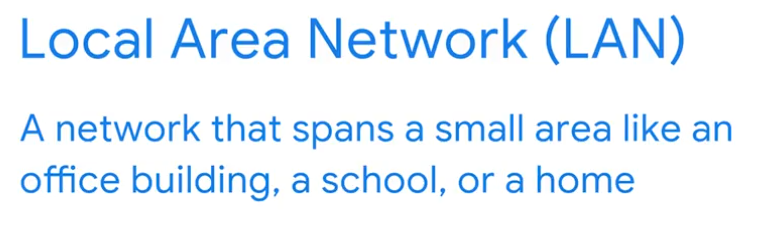 Local Area Network (LAN)
A network that spans a small area like an
office building, a school, or a home